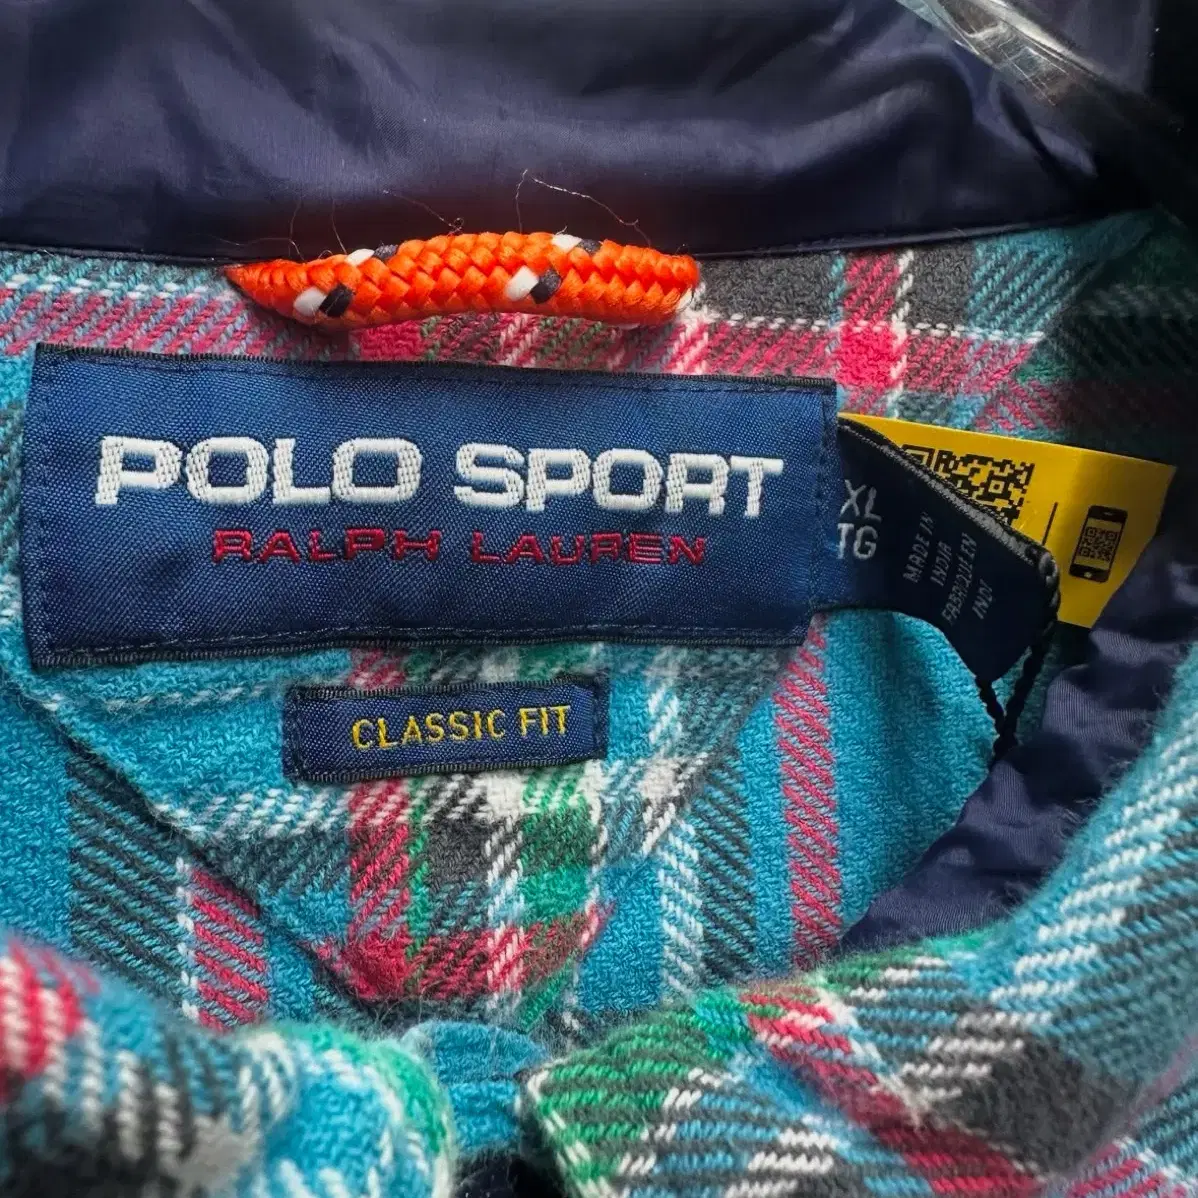 POLO SPORT
RALPH LAUREN
CLASSIC FIT
XL
TG
MADE IN
INDIA